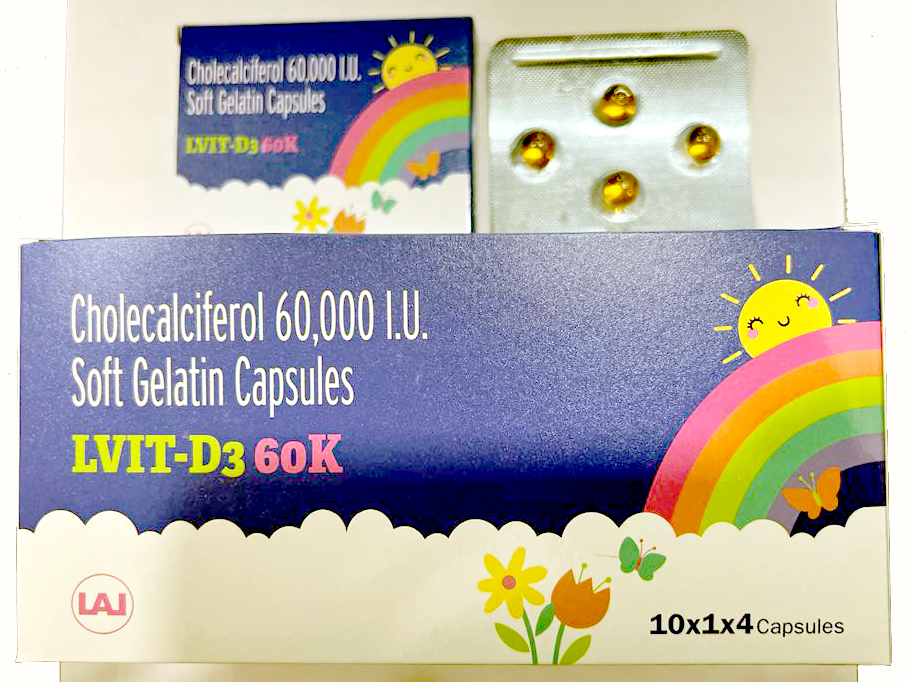 Cholecalciferol 60,000 I.U.
Soft Gelatin Capsules
LVIT-D3 60K
Cholecalciferol 60,000 I.U.
Soft Gelatin Capsules
LVIT-D3 60K
LAJ
10x1x4 Capsules